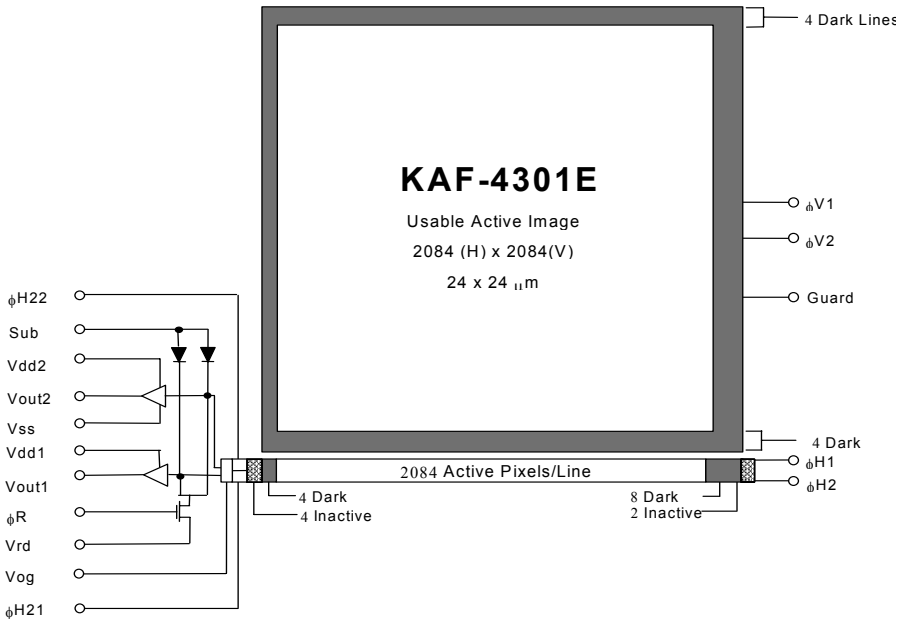 4 Dark Lines
KAF-4301E
Usable Active Image
2084 (H) x 2084(V)
24 x 24 μm
ϕV1
ϕV2
Guard
ϕH22
Sub
Vdd2
Vout2
Vss
Vdd1
Vout1
ϕR
Vrd
Vog
ϕH21
4 Dark
ϕH1
ϕH2
2084 Active Pixels/Line
4 Dark
4 Inactive
8 Dark
2 Inactive